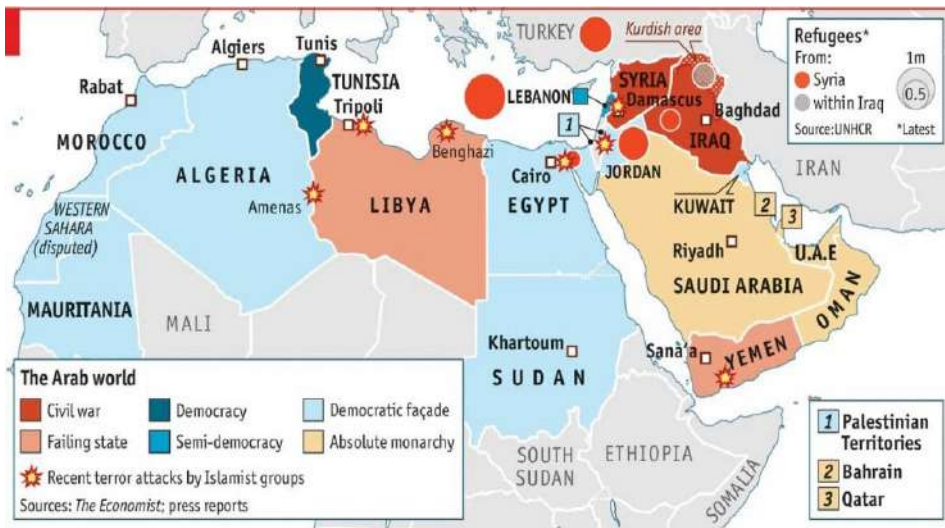 TURKEY
Kurdish area
Refugees*
From:
1m
Syria
0.5
within Iraq
Source:UNHCR
*Latest
Algiers
Tunis
Rabat
TUNISIA
Tripoli
LEBANON
SYRIA
Damascus
Baghdad
IRAQ
IRAN
MOROCCO
Benghazi
1
Cairo
JORDAN
ALGERIA
Amenas
LIBYA
EGYPT
KUWAIT
2
3
WESTERN
SAHARA
(disputed)
Riyadh
U.A.E
SAUDI ARABIA
OMAN
MAURITANIA
MALI
Khartoum
SUDAN
Sana'a
YEMEN
The Arab world
Civil war
Democracy
Democratic façade
Failing state
Semi-democracy
Absolute monarchy
Recent terror attacks by Islamist groups
Sources: The Economist; press reports
SOUTH
SUDAN
ETHIOPIA
SOMALIA
1 Palestinian
Territories
2 Bahrain
3 Qatar